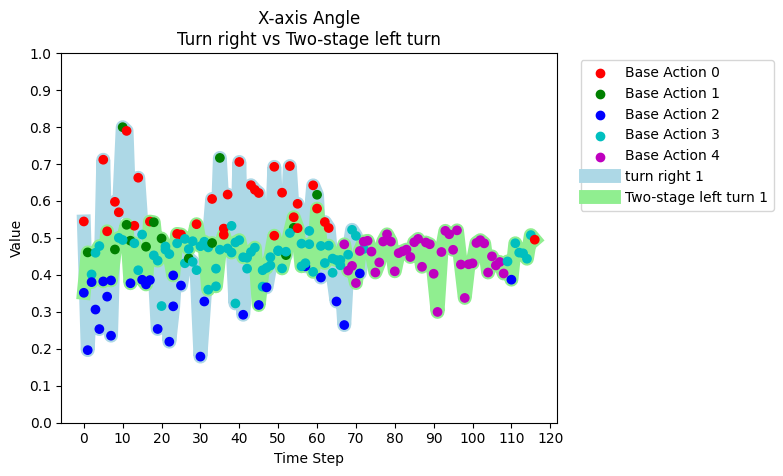 X-axis Angle
Turn right vs Two-stage left turn
1.0
0.9
0.8
0.7
0.6
0.5
0.4
0.3
0.2
0.1
0.0
Value
0 10 20 30 40 50 60 70 80 90 100 110 120
Time Step
Base Action 0
Base Action 1
Base Action 2
Base Action 3
Base Action 4
turn right 1
Two-stage left turn 1